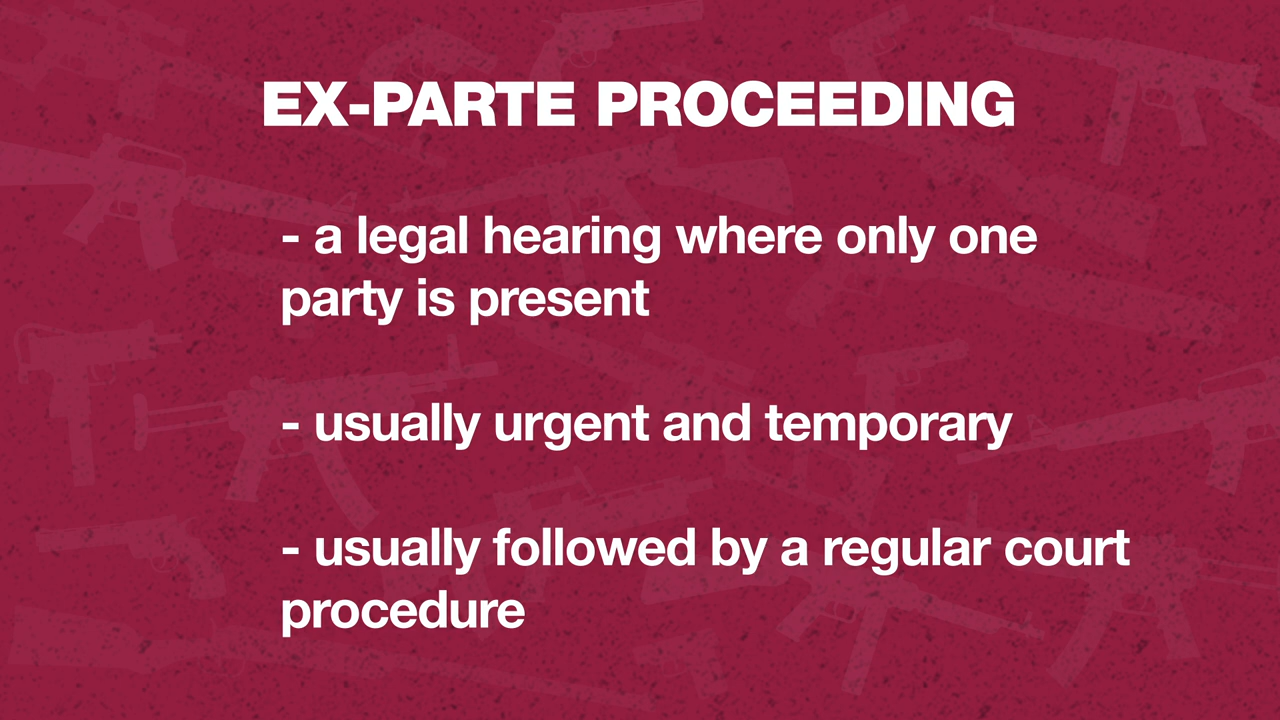 EX-PARTE PROCEEDING
- a legal hearing where only one
party is present
- usually urgent and temporary
- usually followed by a regular court
procedure